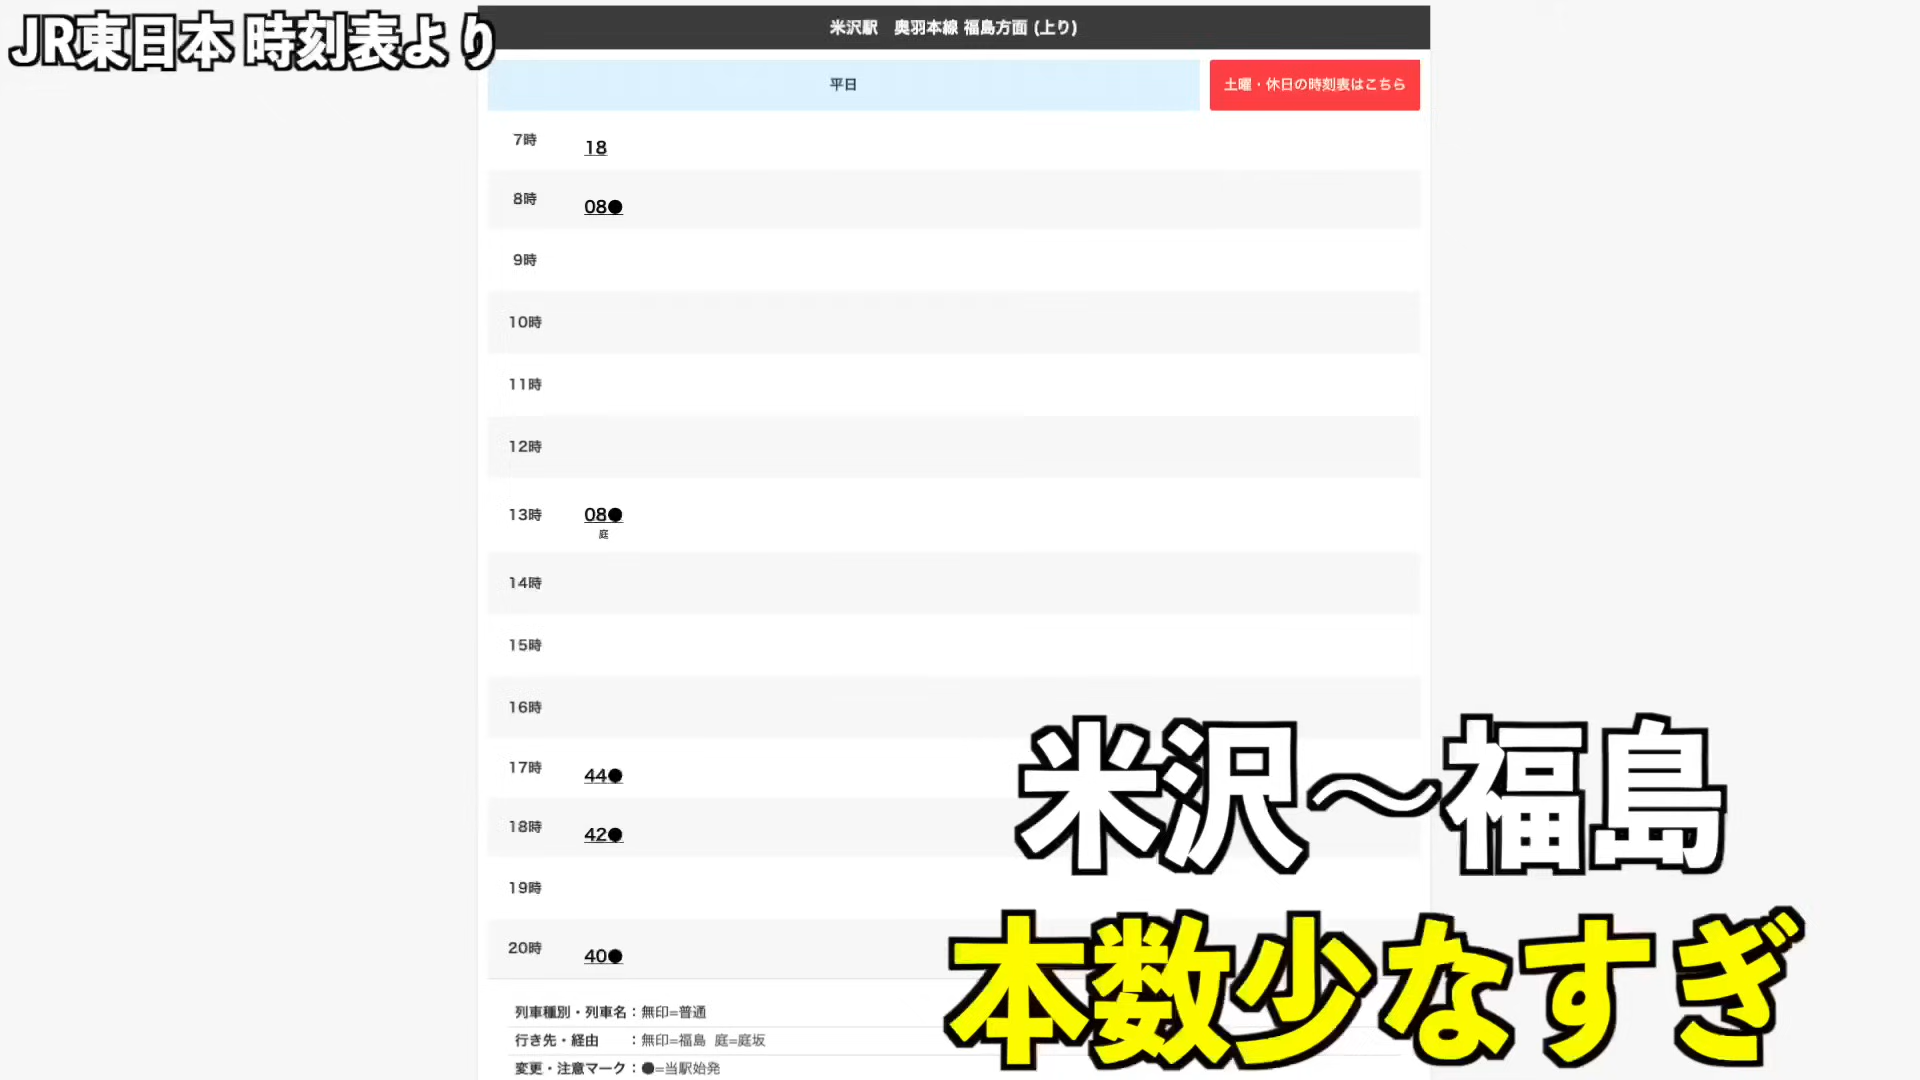 JR東日本 時刻表より
米沢駅　奥羽本線 福島方面 (上り)
平日
土曜・休日の時刻表はこちら
7時 18
8時 08●
9時
10時
11時
12時
13時 08●
庭
14時
15時
16時
17時 44●
18時 42●
19時
20時 40●
米沢～福島
本数少なすぎ
列車種別・列車名：無印=普通
行き先・経由　　：無印=福島 庭=庭坂
変更・注意マーク：●=当駅始発